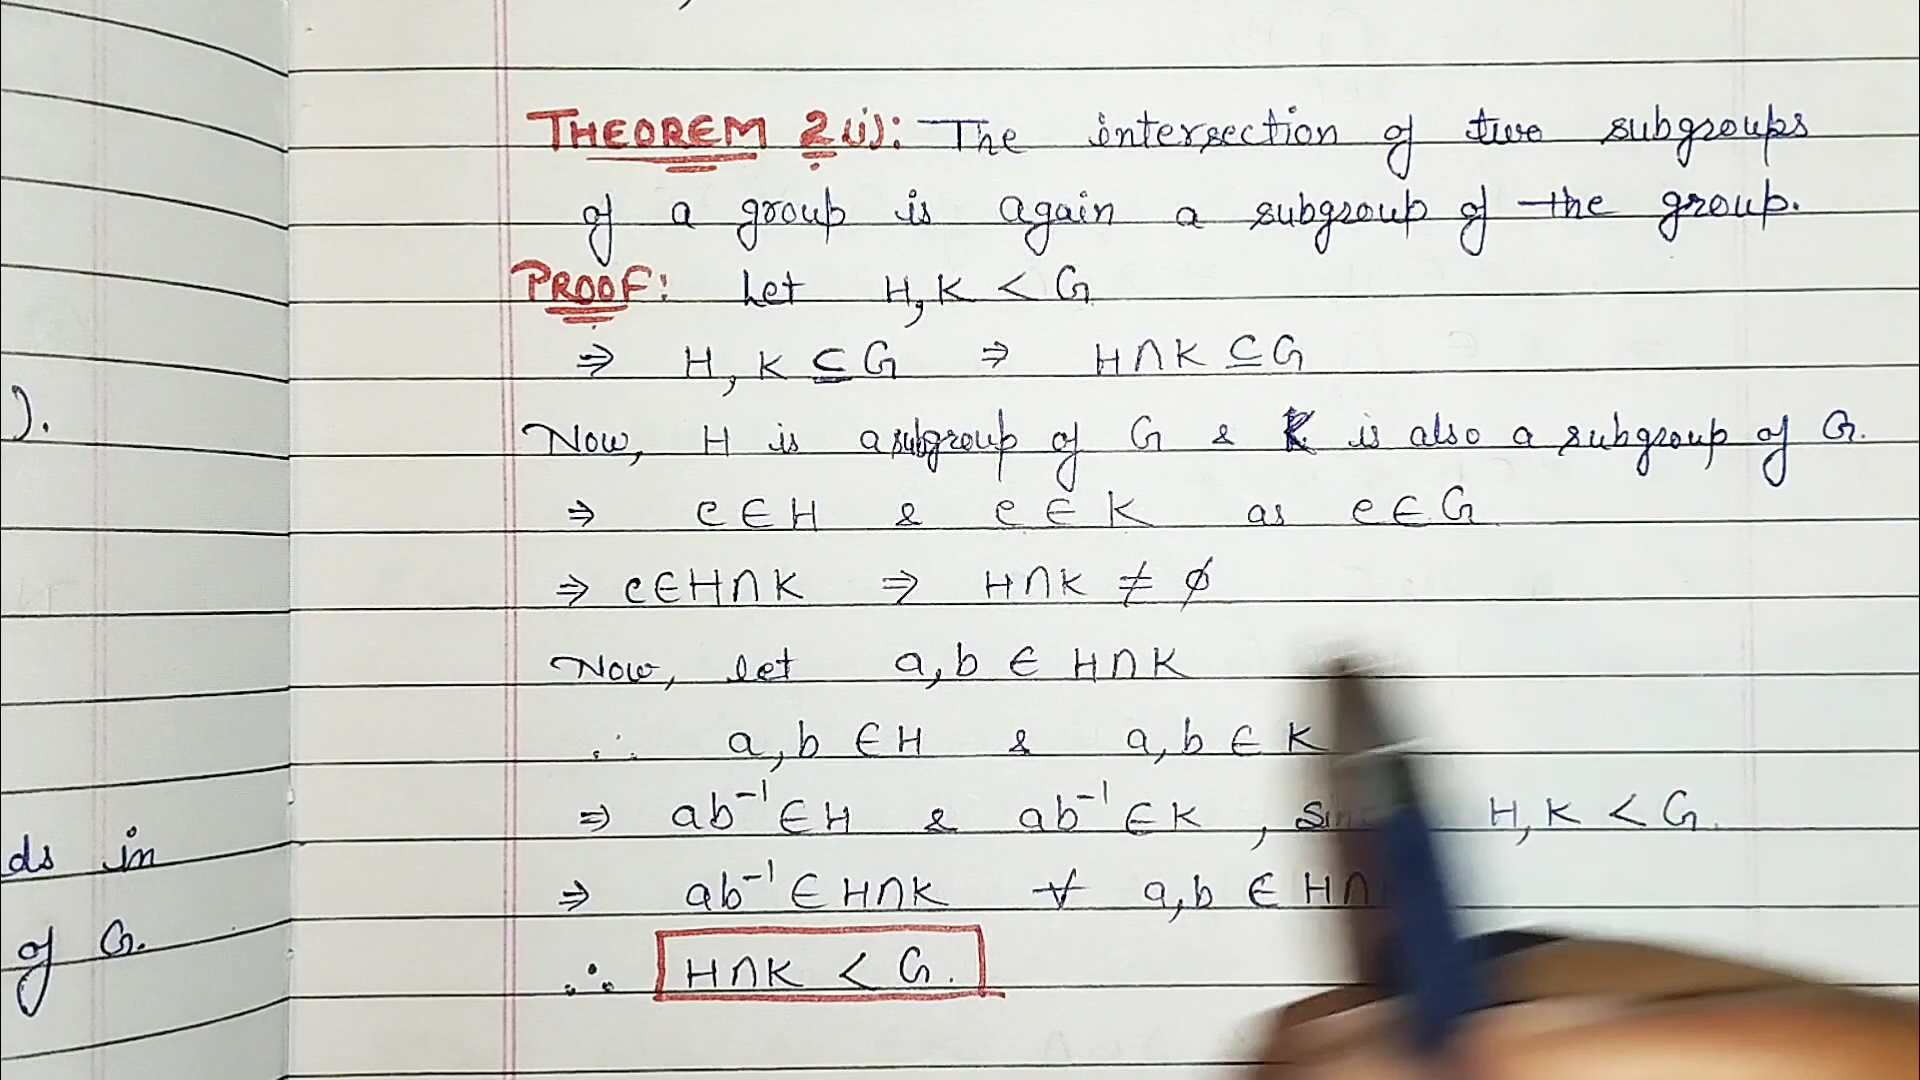 THEOREM 2(i): The intersection of two subgroups
of a group is again a subgroup of the group.
PROOF: Let H, K < G
⇒ H, K ⊆ G ⇒ H∩K ⊆ G
).
Now, H is a subgroup of G & K is also a subgroup of G.
⇒ e∈H & e∈K as e∈G
⇒ e∈H∩K ⇒ H∩K ≠ ϕ
Now, let a,b ∈ H∩K
∴ a,b ∈H & a,b ∈ K
⇒ ab⁻¹ ∈H & ab⁻¹ ∈K , H, K < G.
ds in
⇒ ab⁻¹ ∈ H∩K ∀ a,b ∈ H∩
of G.
∴ H∩K < G.